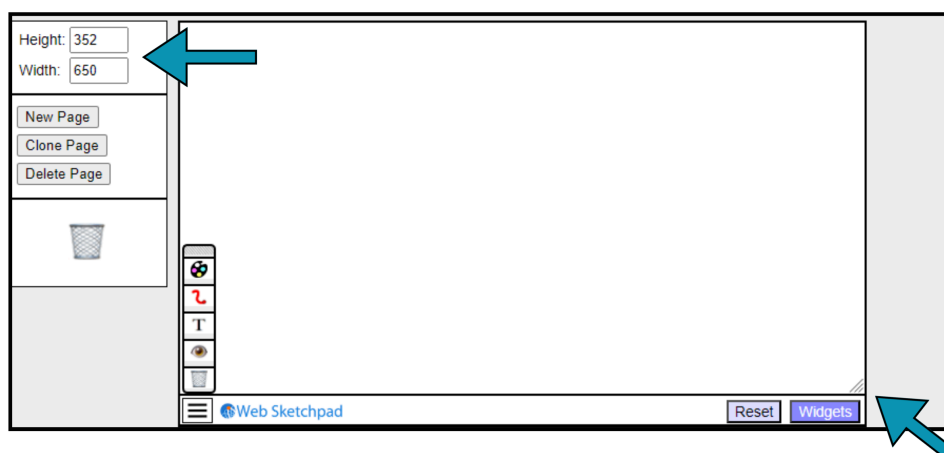 Height: 352
Width: 650
New Page
Clone Page
Delete Page
T
Web Sketchpad
Reset Widgets